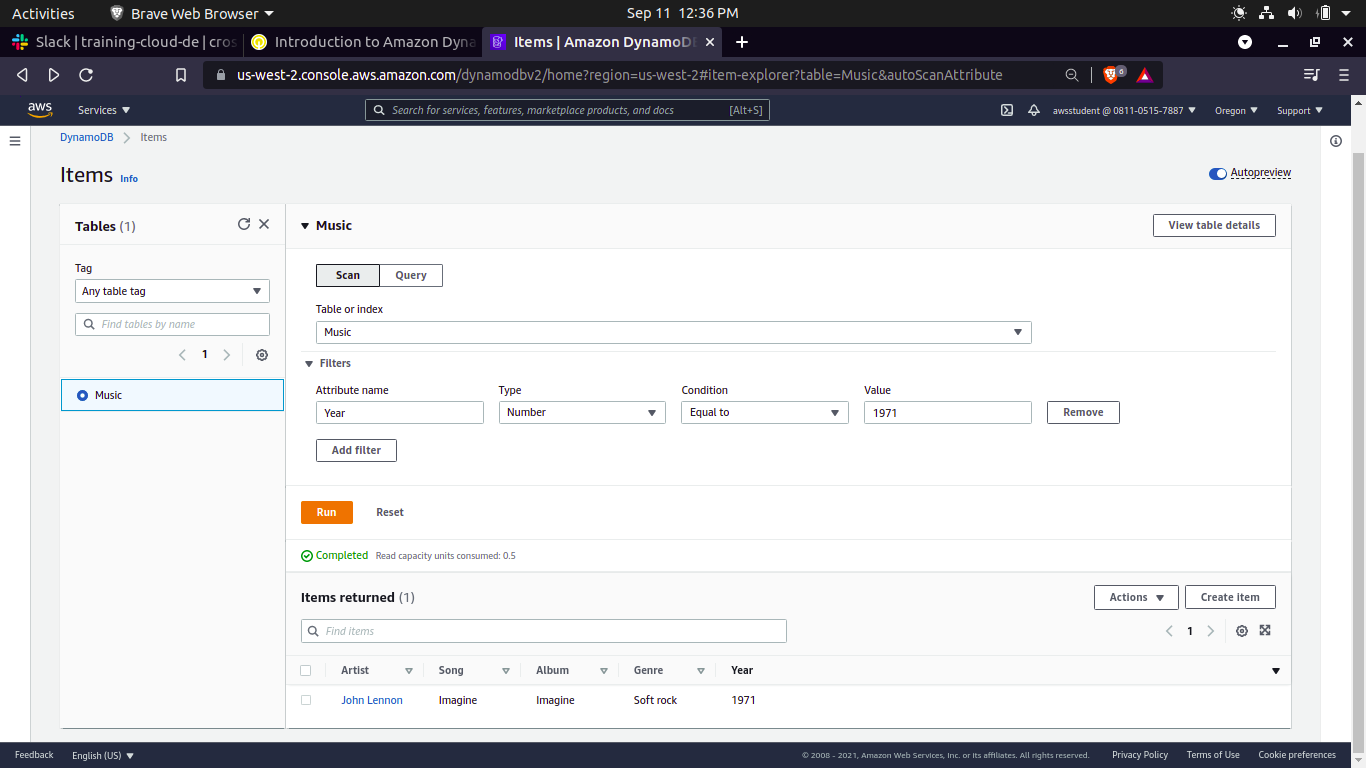 Activities Brave Web Browser Sep 11 12:36 PM
Slack | training-cloud-de | cros Introduction to Amazon Dyna Items | Amazon DynamoDB
us-west-2.console.aws.amazon.com/dynamodbv2/home?region=us-west-2#item-explorer?table=Music&autoScanAttribute 6
aws Services Search for services, features, marketplace products, and docs [Alt+S] awsstudent @ 0811-0515-7887 Oregon Support
DynamoDB Items
Items Info Autopreview
Tables (1) Music View table details
Tag
Any table tag
Find tables by name
1
Music
Scan Query
Table or index
Music
Filters
Attribute name Type Condition Value
Year Number Equal to 1971 Remove
Add filter
Run Reset
Completed Read capacity units consumed: 0.5
Items returned (1) Actions Create item
Find items 1
Artist Song Album Genre Year
John Lennon Imagine Imagine Soft rock 1971
Feedback English (US) © 2008 - 2021, Amazon Web Services, Inc. or its affiliates. All rights reserved. Privacy Policy Terms of Use Cookie preferences